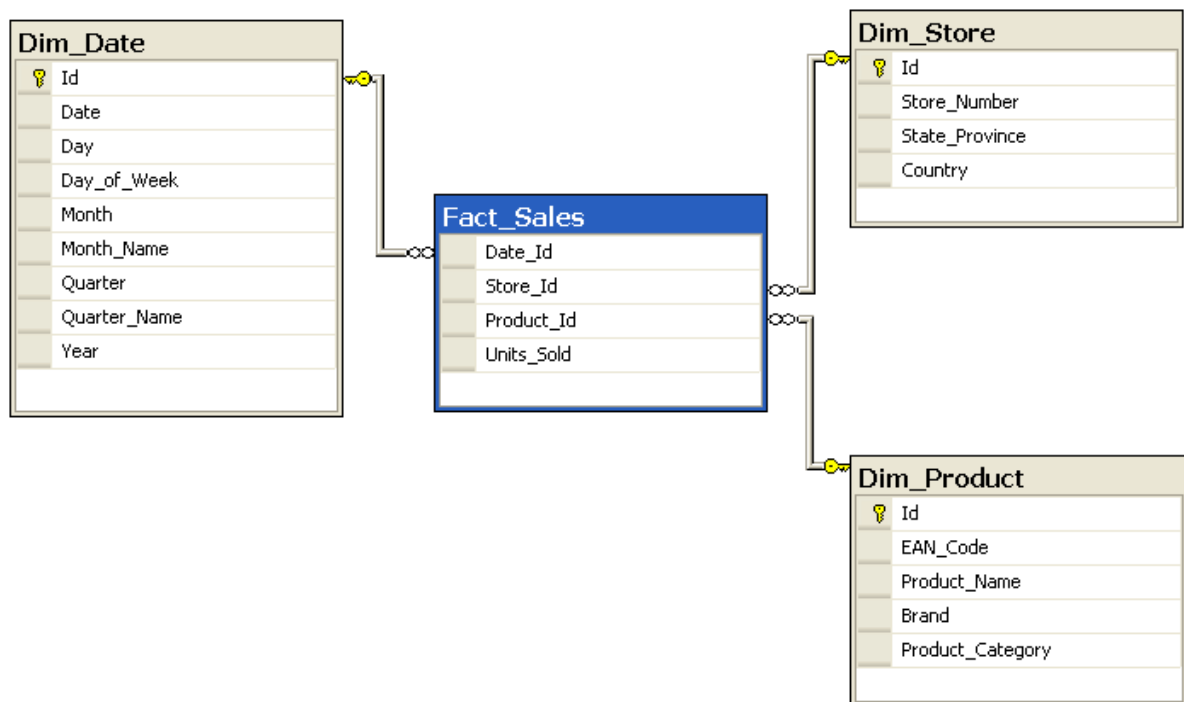 Dim_Date
Id
Date
Day
Day_of_Week
Month
Month_Name
Quarter
Quarter_Name
Year
Fact_Sales
Date_Id
Store_Id
Product_Id
Units_Sold
Dim_Store
Id
Store_Number
State_Province
Country
Dim_Product
Id
EAN_Code
Product_Name
Brand
Product_Category